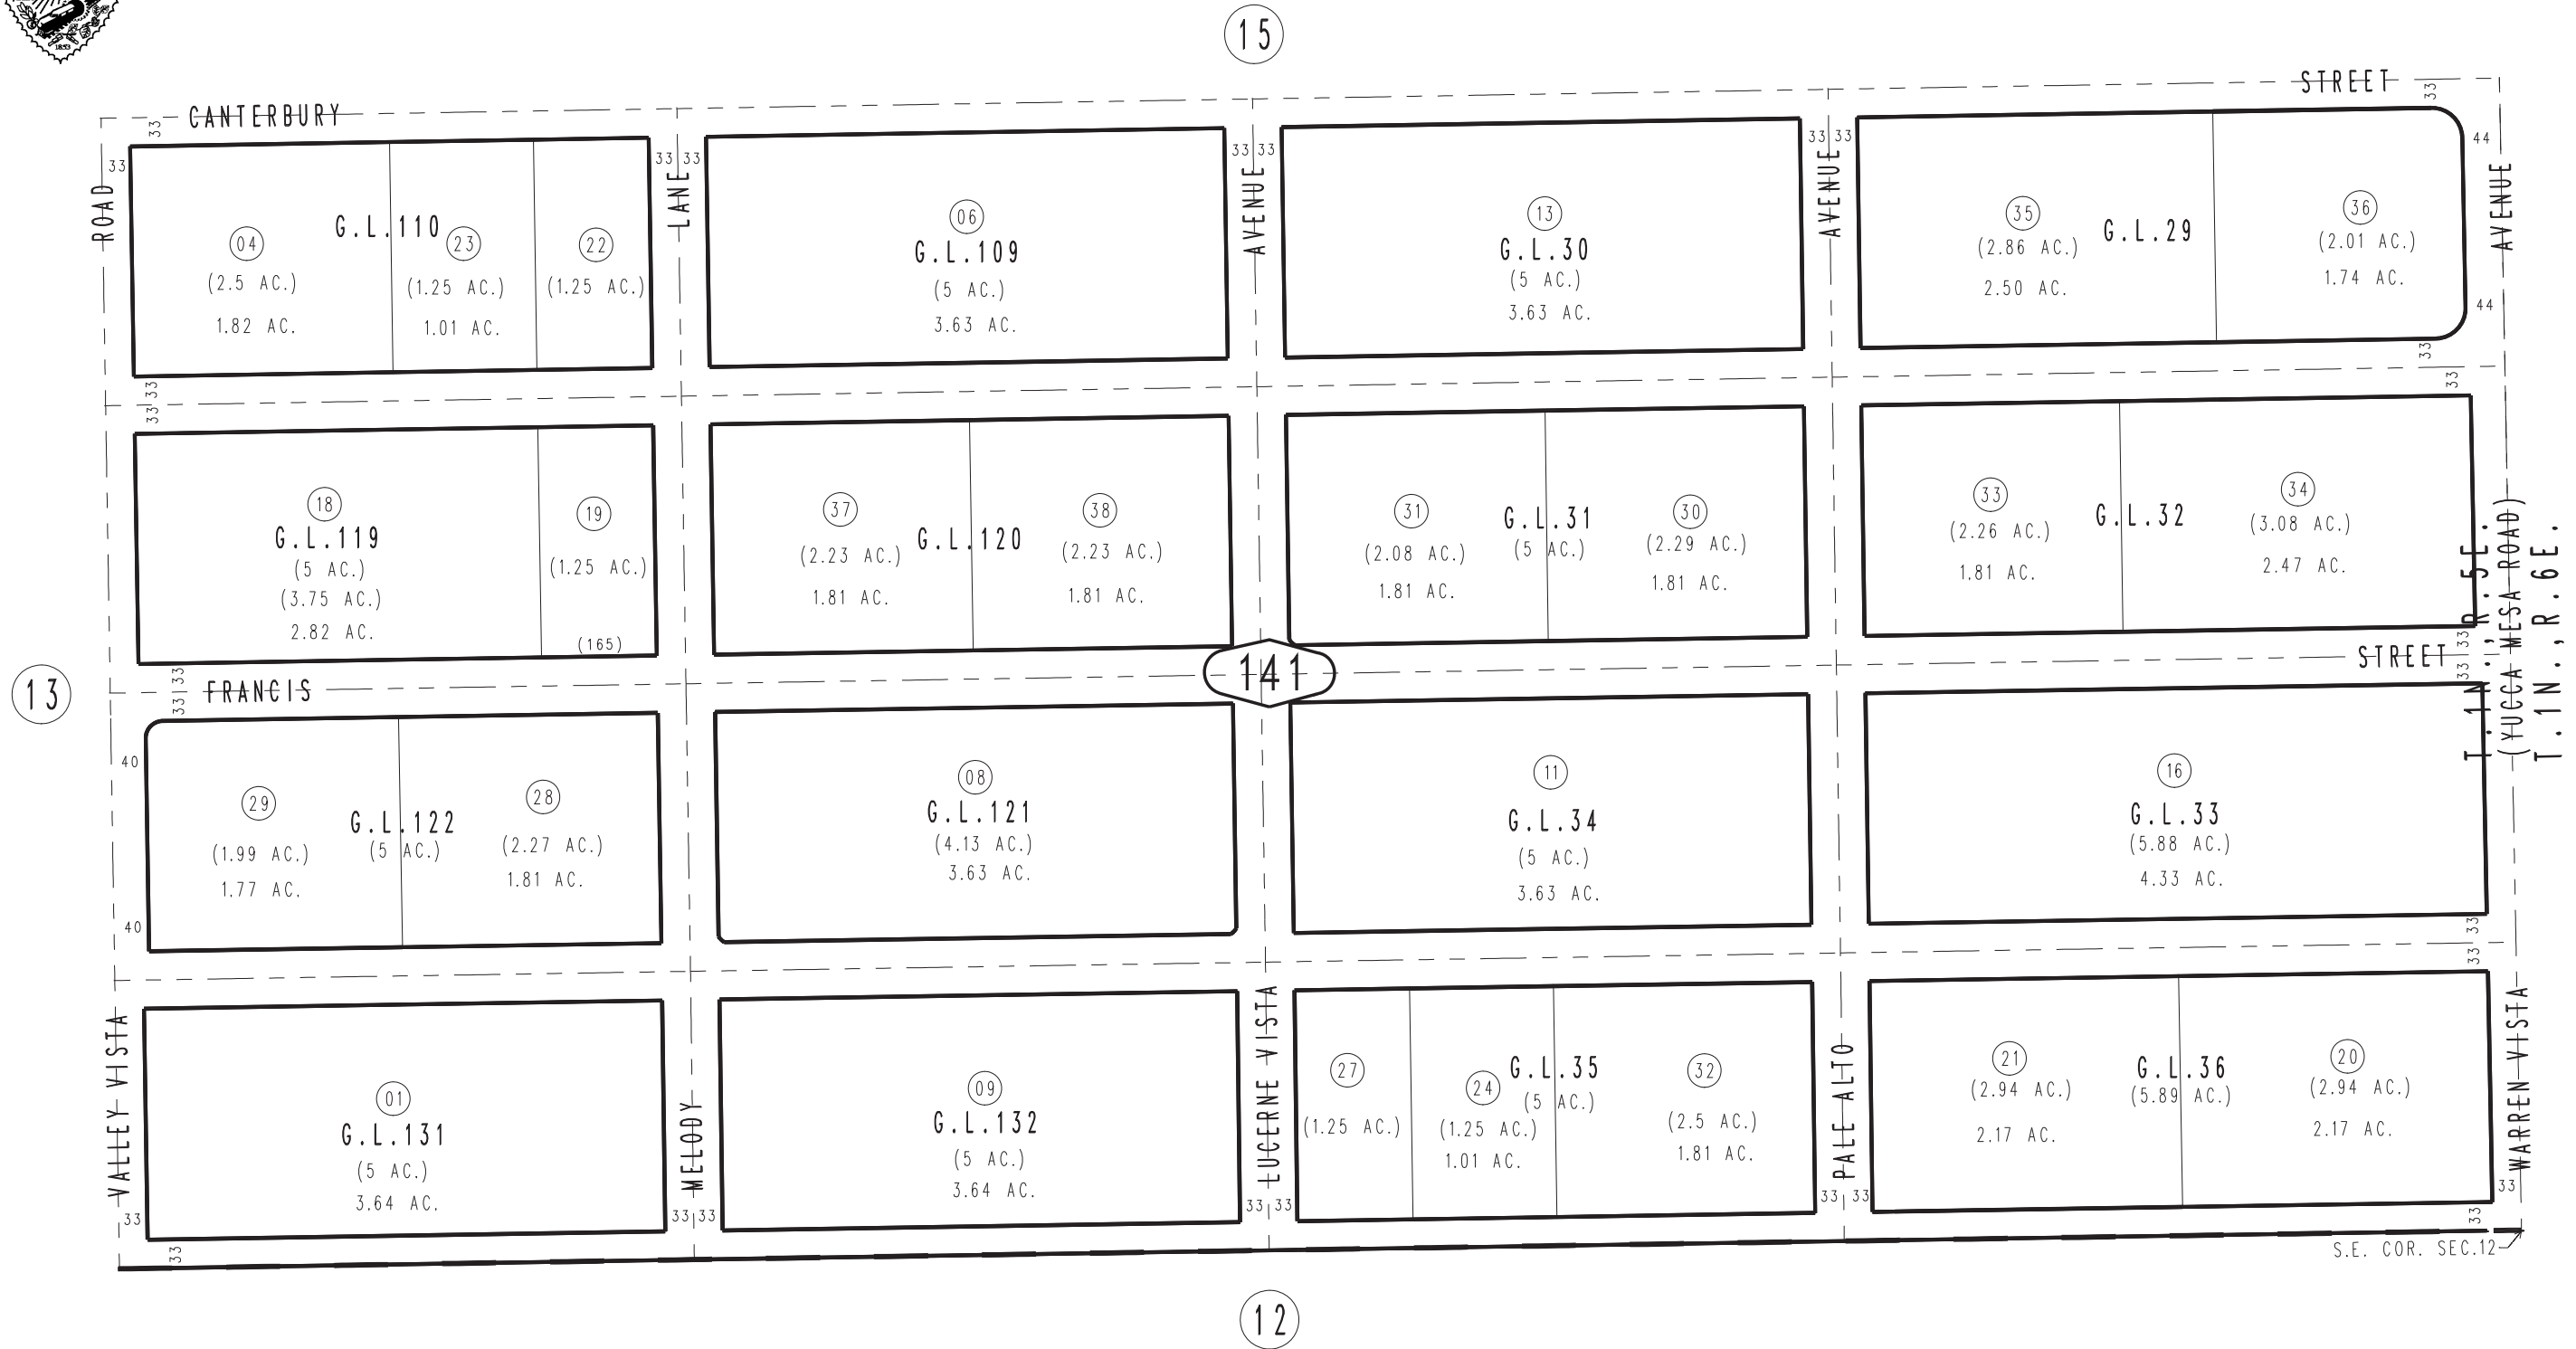 1853
15
CANTERBURY
STREET
33
33
33
33
33
33
33
33
33
33
44
44
ROAD
LANE
AVENUE
AVENUE
AVENUE
04
(2.5 AC.)
1.82 AC.
G.L.110
23
(1.25 AC.)
1.01 AC.
22
(1.25 AC.)
06
G.L.109
(5 AC.)
3.63 AC.
13
G.L.30
(5 AC.)
3.63 AC.
35
(2.86 AC.)
2.50 AC.
G.L.29
36
(2.01 AC.)
1.74 AC.
33
33
33
33
18
G.L.119
(5 AC.)
(3.75 AC.)
2.82 AC.
19
(1.25 AC.)
(165)
37
(2.23 AC.)
1.81 AC.
G.L.120
38
(2.23 AC.)
1.81 AC.
31
(2.08 AC.)
1.81 AC.
G.L.31
(5 AC.)
30
(2.29 AC.)
1.81 AC.
33
(2.26 AC.)
1.81 AC.
G.L.32
34
(3.08 AC.)
2.47 AC.
T.1N.,R.5E.
(YUCCA MESA ROAD)
T.1N.,R.6E.
13
33
33
FRANCIS
141
STREET
33
33
40
40
29
(1.99 AC.)
1.77 AC.
G.L.122
(5 AC.)
28
(2.27 AC.)
1.81 AC.
08
G.L.121
(4.13 AC.)
3.63 AC.
11
G.L.34
(5 AC.)
3.63 AC.
16
G.L.33
(5.88 AC.)
4.33 AC.
33
33
VALLEY VISTA
MELODY
LUCERNE VISTA
PALE ALTO
WARREN VISTA
01
G.L.131
(5 AC.)
3.64 AC.
09
G.L.132
(5 AC.)
3.64 AC.
27
(1.25 AC.)
24
(1.25 AC.)
1.01 AC.
G.L.35
(5 AC.)
32
(2.5 AC.)
1.81 AC.
21
(2.94 AC.)
2.17 AC.
G.L.36
(5.89 AC.)
20
(2.94 AC.)
2.17 AC.
33
33
33
33
33
33
33
33
33
33
S.E. COR. SEC.12
12